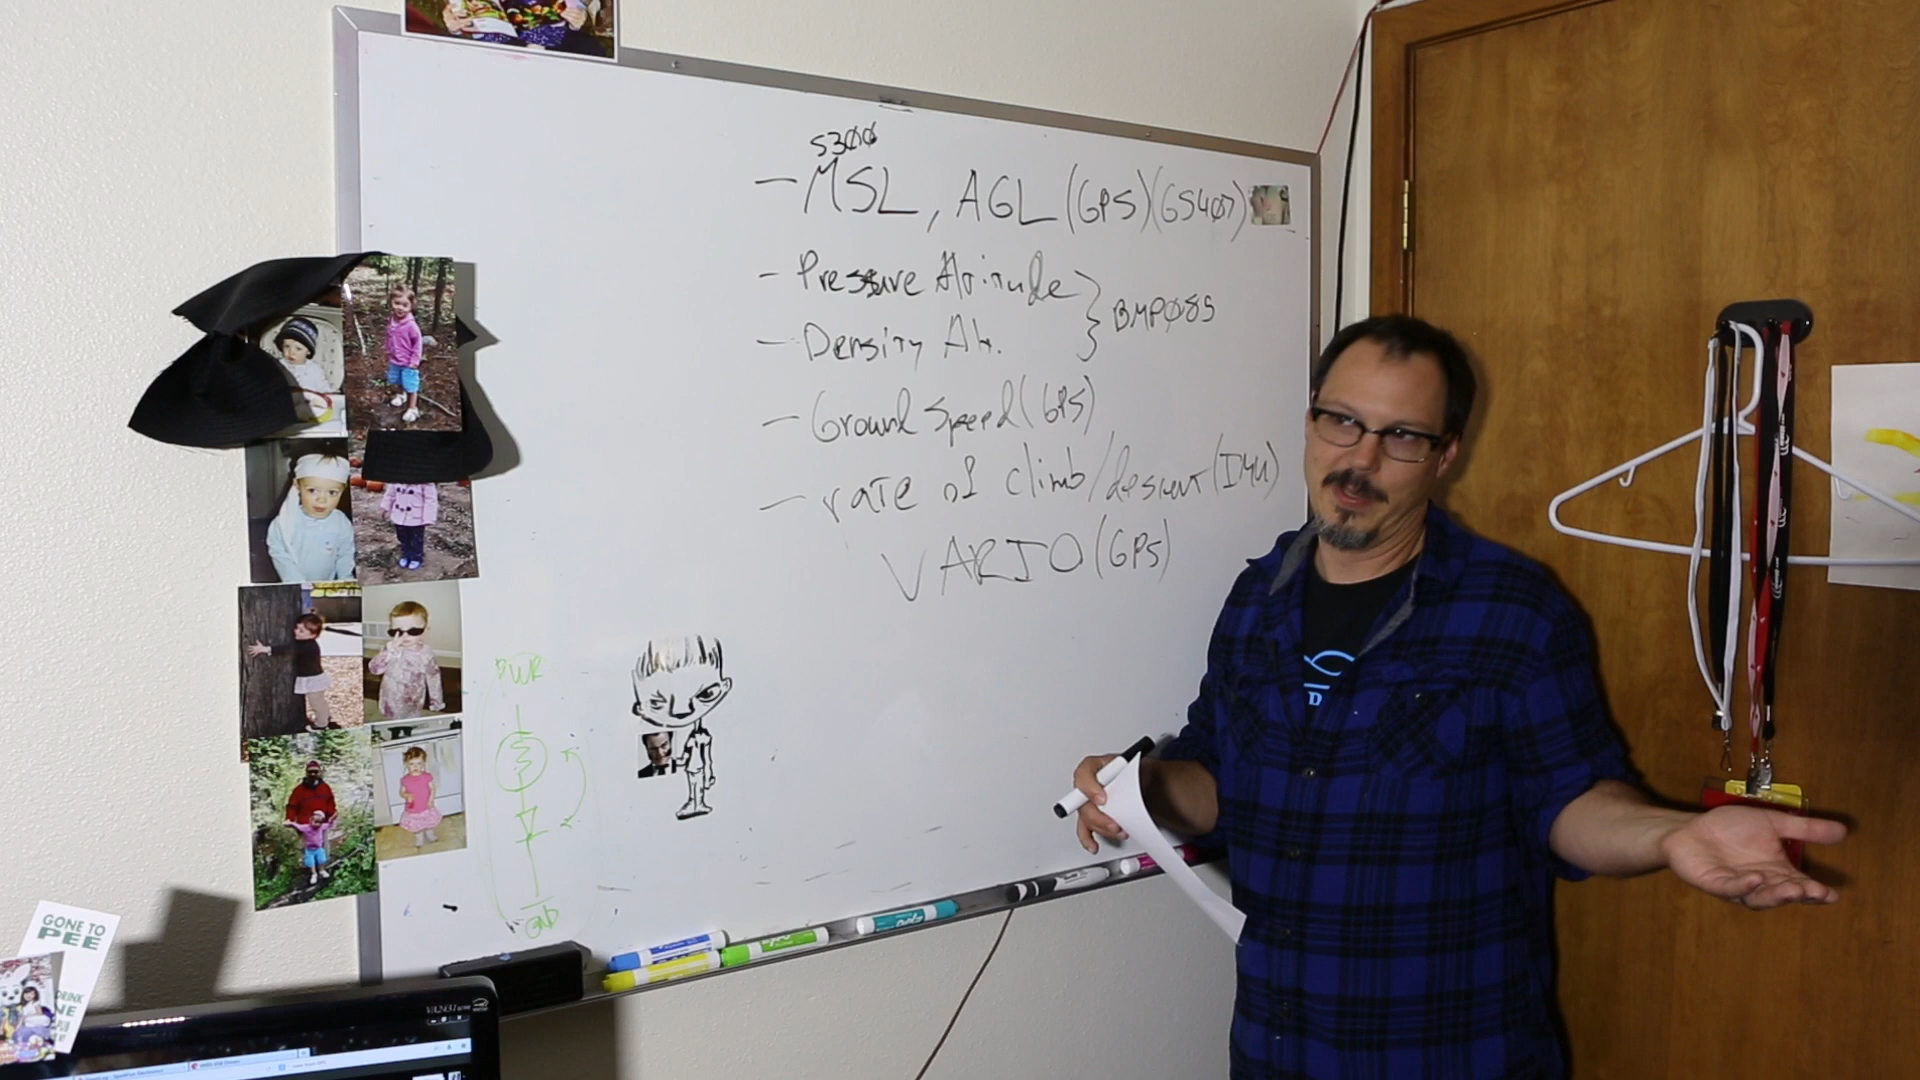 5300
- MSL, AGL (GPS) (GS407)
- Pressure Altitude
- Density Alt. } BMP085
- Ground Speed (GPS)
- rate of climb/descent (IMU)
VARIO (GPS)
PWR
GND
GONE TO
PEE